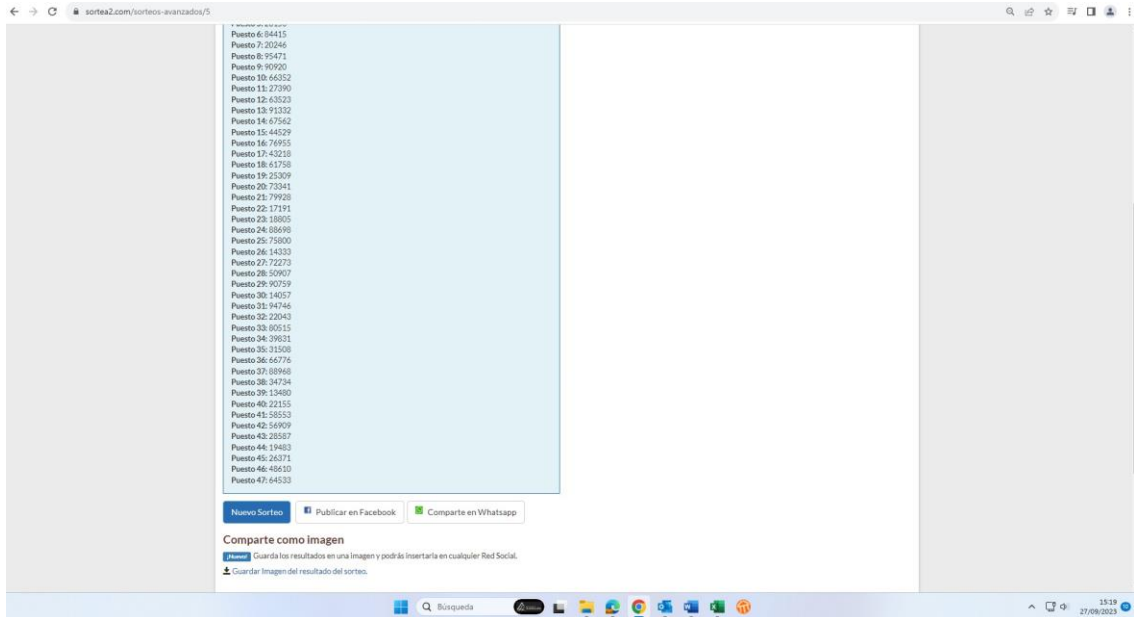 sortea2.com/sorteos-avanzados/5
Puesto 6: 84415
Puesto 7: 20246
Puesto 8: 95471
Puesto 9: 90920
Puesto 10: 66352
Puesto 11: 27390
Puesto 12: 63523
Puesto 13: 91332
Puesto 14: 67562
Puesto 15: 44529
Puesto 16: 76955
Puesto 17: 43218
Puesto 18: 61758
Puesto 19: 25309
Puesto 20: 73341
Puesto 21: 79928
Puesto 22: 17191
Puesto 23: 18805
Puesto 24: 88698
Puesto 25: 75800
Puesto 26: 14333
Puesto 27: 72273
Puesto 28: 50907
Puesto 29: 90759
Puesto 30: 14057
Puesto 31: 94746
Puesto 32: 22043
Puesto 33: 80515
Puesto 34: 39831
Puesto 35: 31508
Puesto 36: 66776
Puesto 37: 88968
Puesto 38: 34734
Puesto 39: 13480
Puesto 40: 22155
Puesto 41: 58553
Puesto 42: 56909
Puesto 43: 28587
Puesto 44: 19483
Puesto 45: 26371
Puesto 46: 48610
Puesto 47: 64533
Nuevo Sorteo Publicar en Facebook Comparte en Whatsapp
Comparte como imagen
¡Nuevo! Guarda los resultados en una Imagen y podrás insertarla en cualquier Red Social.
Guardar Imagen del resultado del sorteo.
Búsqueda
15:19
27/09/2023